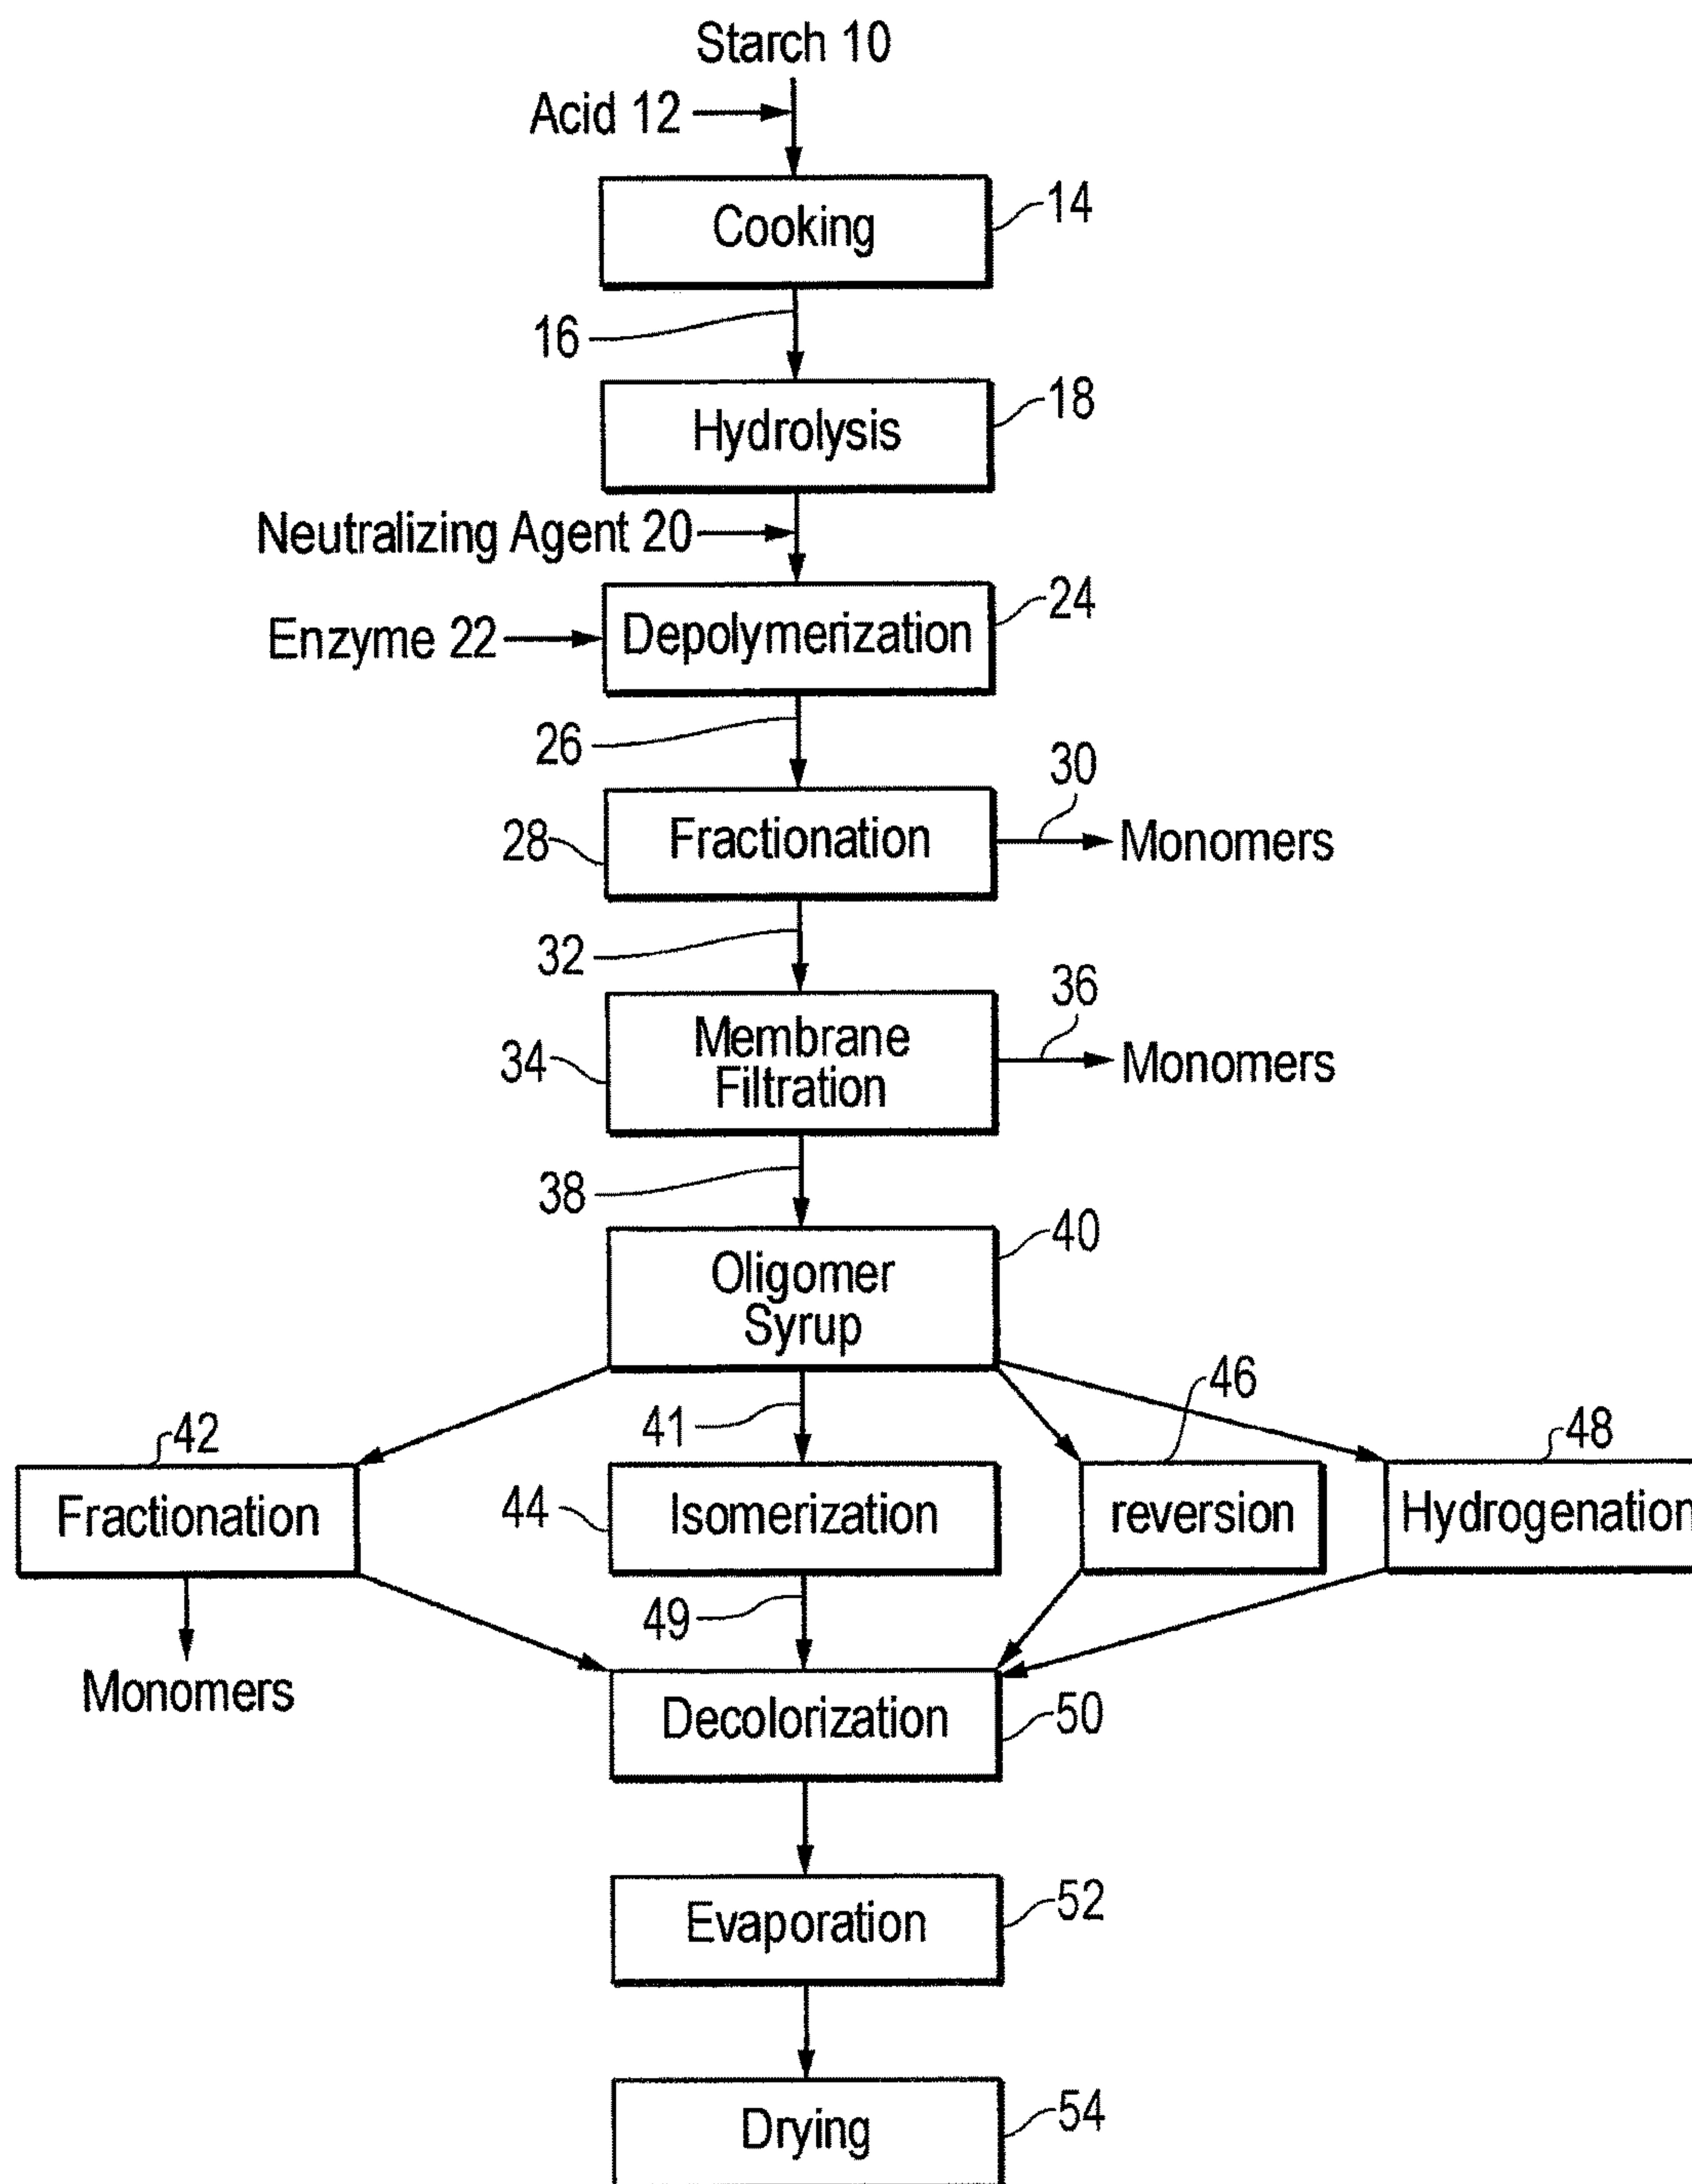 Starch 10
Acid 12
Cooking
14
16
Hydrolysis
18
Neutralizing Agent 20
Enzyme 22
Depolymerization
24
26
30
28
Fractionation
Monomers
32
36
34
Membrane
Filtration
Monomers
38
40
Oligomer
Syrup
41
46
42
48
Fractionation
44
Isomerization
reversion
Hydrogenation
49
Monomers
Decolorization
50
Evaporation
52
Drying
54